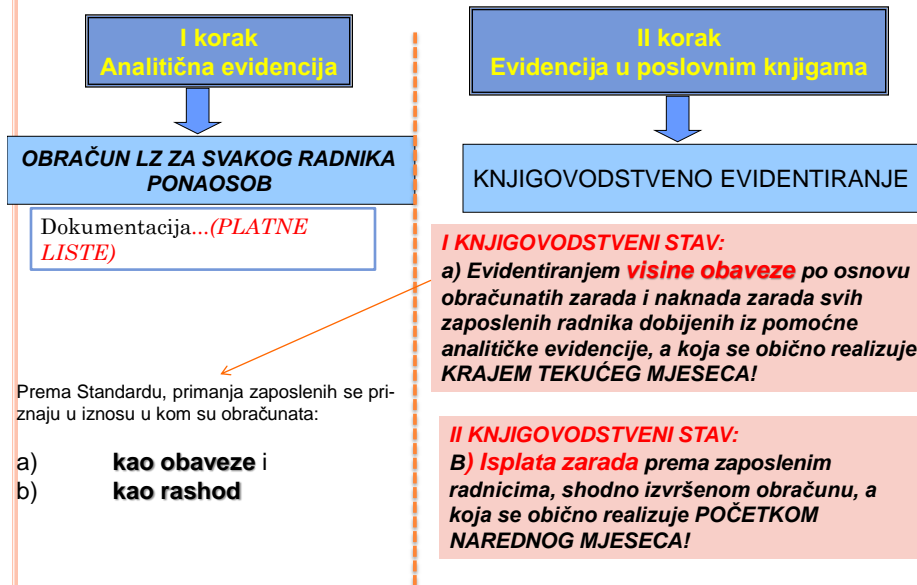 I korak
Analitična evidencija
OBRAČUN LZ ZA SVAKOG RADNIKA
PONAOSOB
Dokumentacija...(PLATNE
LISTE)
Prema Standardu, primanja zaposlenih se pri-
znaju u iznosu u kom su obračunata:
a) kao obaveze i
b) kao rashod
II korak
Evidencija u poslovnim knjigama
KNJIGOVODSTVENO EVIDENTIRANJE
I KNJIGOVODSTVENI STAV:
a) Evidentiranjem visine obaveze po osnovu
obračunatih zarada i naknada zarada svih
zaposlenih radnika dobijenih iz pomoćne
analitičke evidencije, a koja se obično realizuje
KRAJEM TEKUĆEG MJESECA!
II KNJIGOVODSTVENI STAV:
B) Isplata zarada prema zaposlenim
radnicima, shodno izvršenom obračunu, a
koja se obično realizuje POČETKOM
NAREDNOG MJESECA!